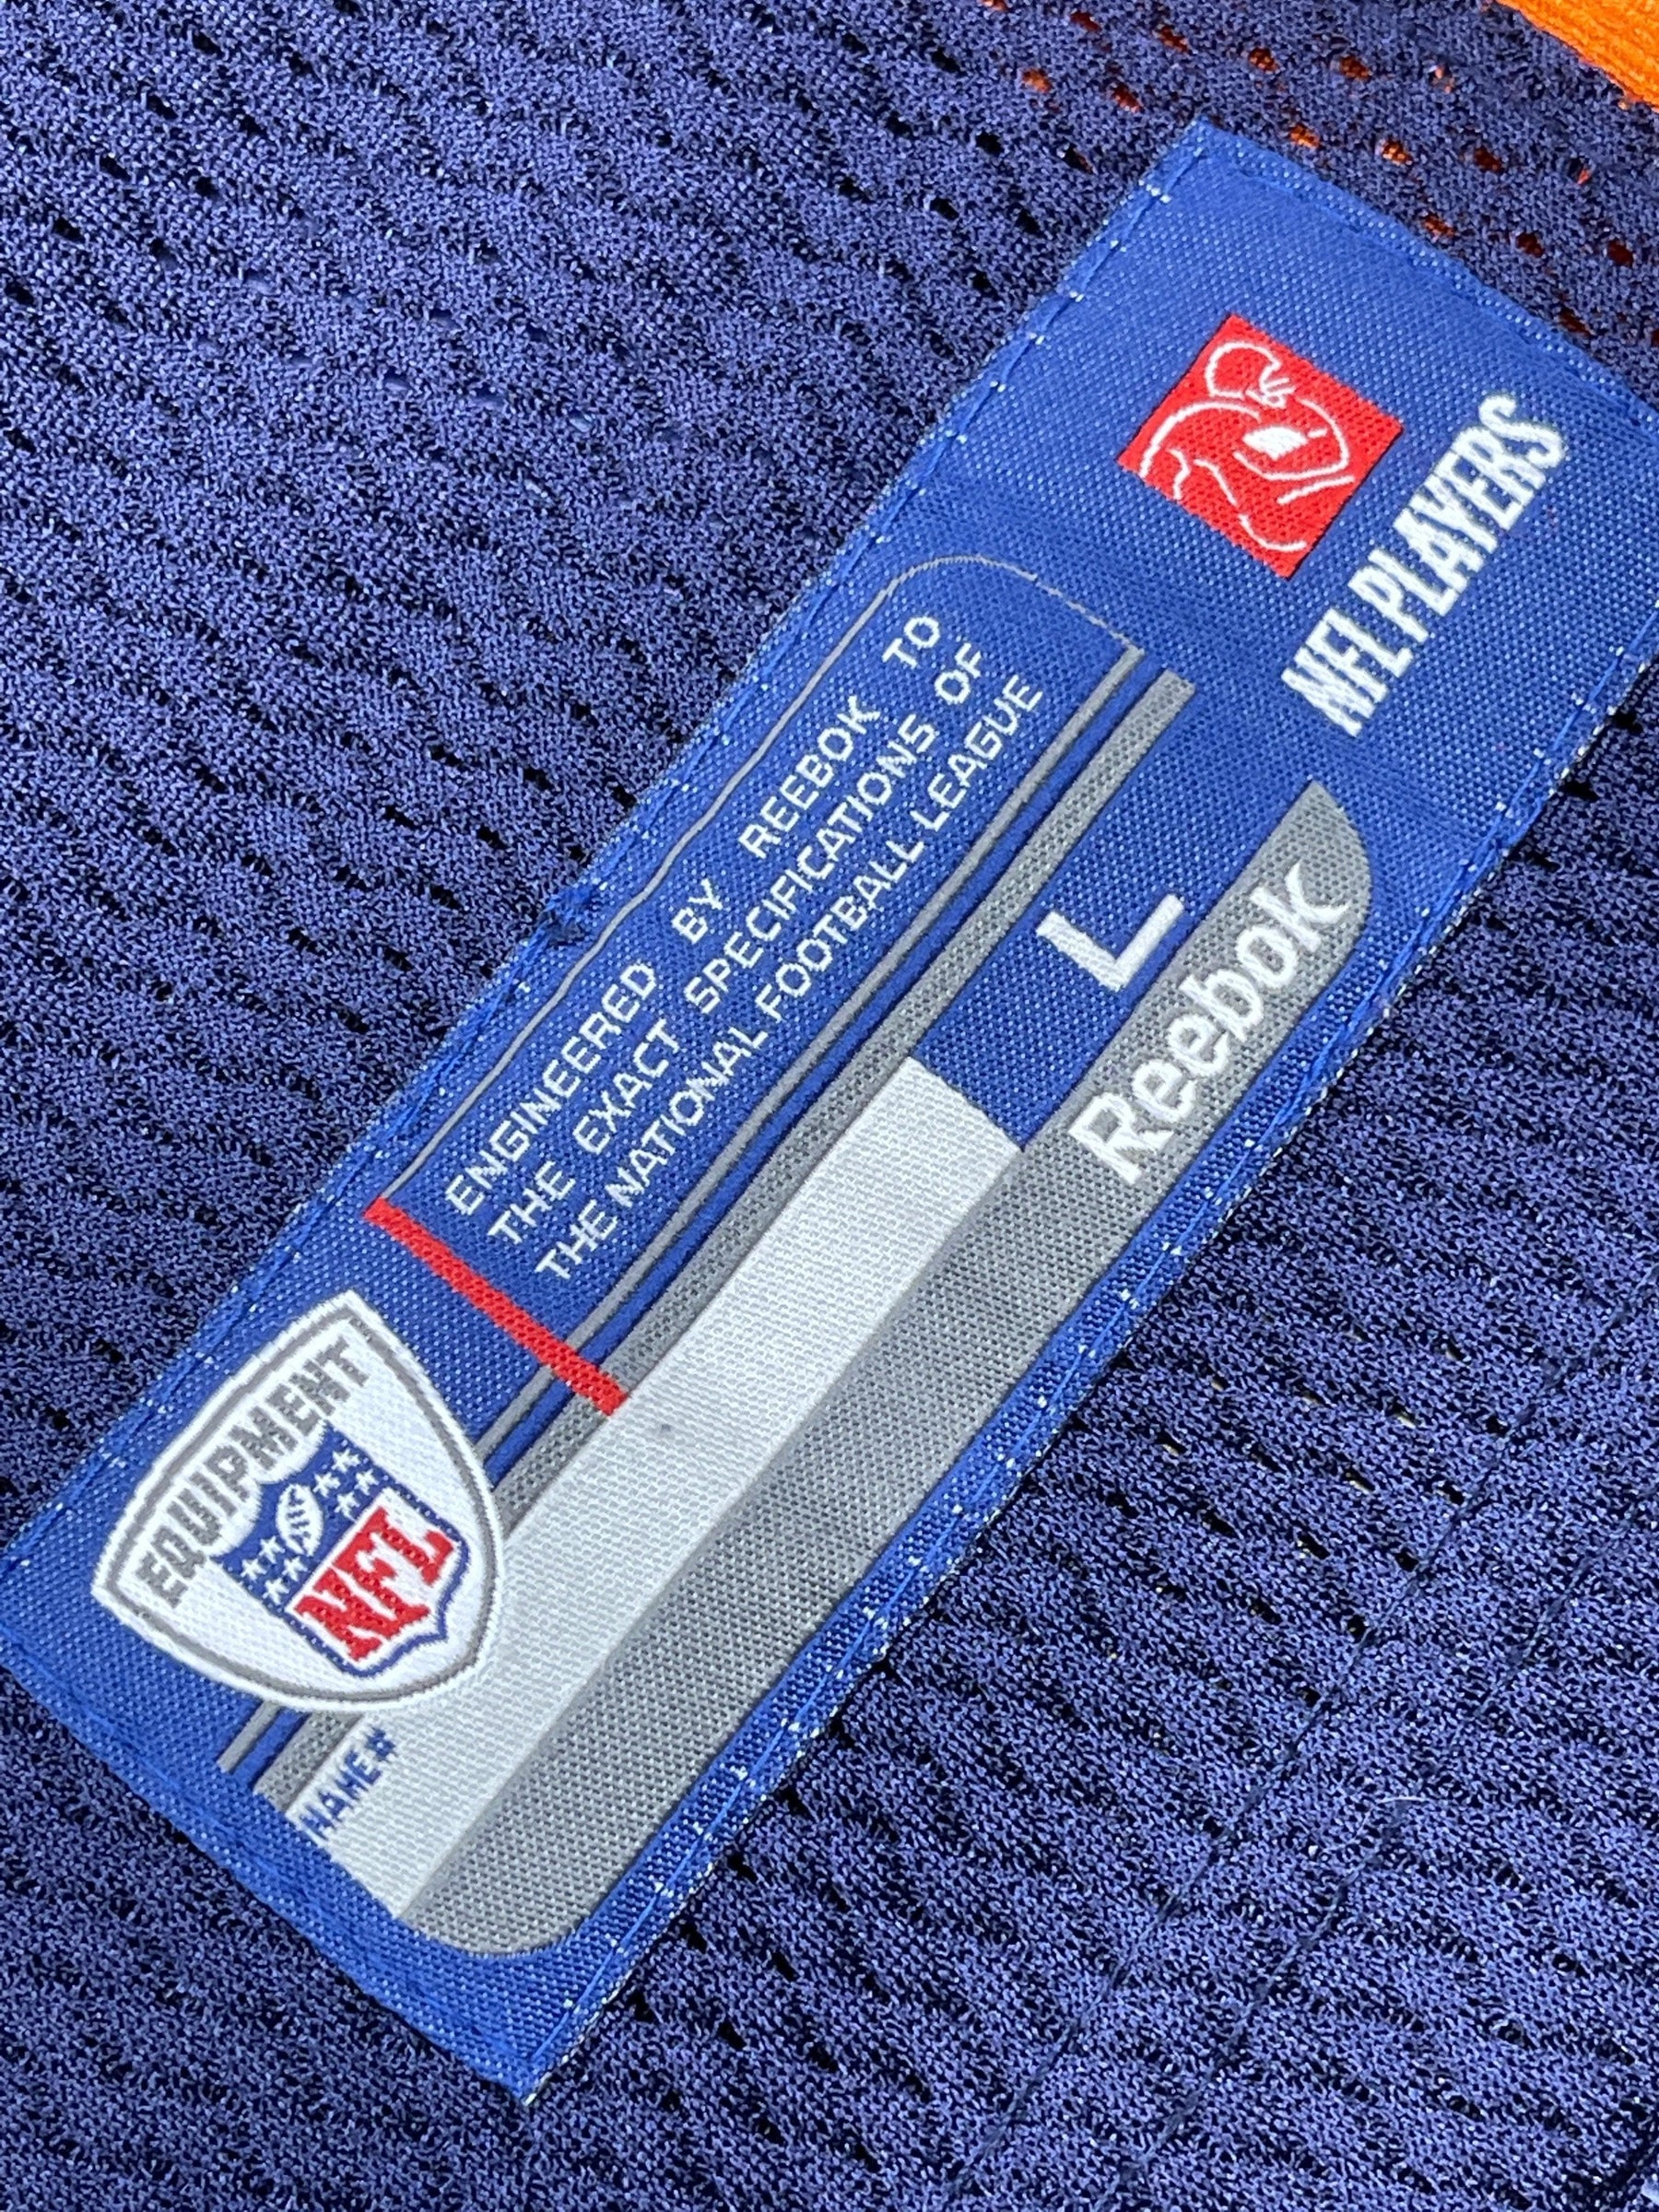 NFL PLAYERS
ENGINEERED BY REEBOK TO
THE EXACT SPECIFICATIONS OF
THE NATIONAL FOOTBALL LEAGUE
L
Reebok
EQUIPMENT
NFL
NAME #